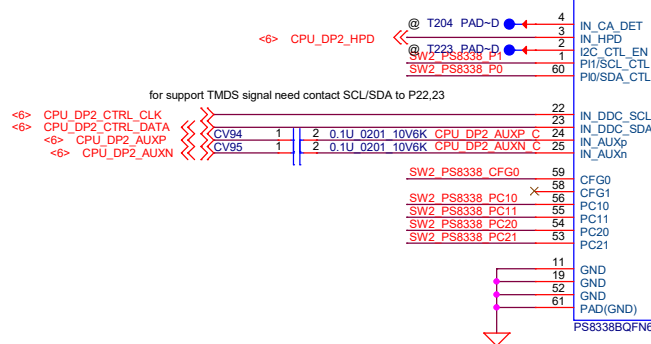 @ T204 PAD~D 4 IN_CA_DET
<6> CPU_DP2_HPD 3 IN_HPD
@ T223 PAD~D 2 I2C_CTL_EN
SW2_PS8338_P1 1 PI1/SCL_CTL
SW2_PS8338_P0 60 PI0/SDA_CTL
for support TMDS signal need contact SCL/SDA to P22,23
<6> CPU_DP2_CTRL_CLK 22 IN_DDC_SCL
<6> CPU_DP2_CTRL_DATA 23 IN_DDC_SDA
<6> CPU_DP2_AUXP CV94 1 2 0.1U_0201_10V6K CPU_DP2_AUXP_C 24 IN_AUXp
<6> CPU_DP2_AUXN CV95 1 2 0.1U_0201_10V6K CPU_DP2_AUXN_C 25 IN_AUXn
SW2_PS8338_CFG0 59 CFG0
58 CFG1
SW2_PS8338_PC10 56 PC10
SW2_PS8338_PC11 55 PC11
SW2_PS8338_PC20 54 PC20
SW2_PS8338_PC21 53 PC21
11 GND
19 GND
52 GND
61 PAD(GND)
PS8338BQFN6